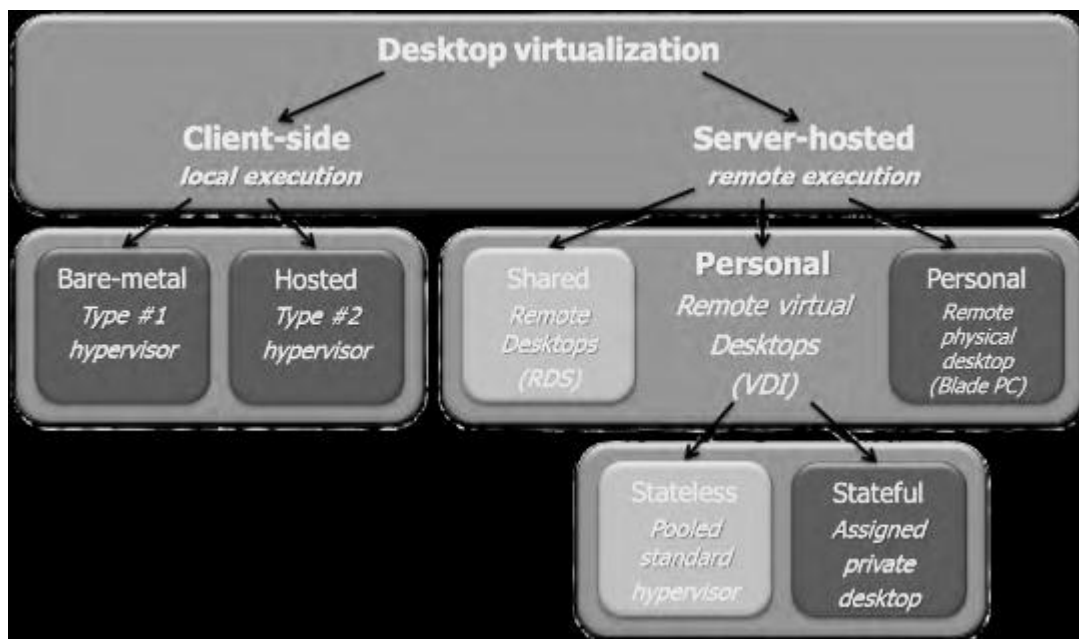 Desktop virtualization
Client-side
local execution
Server-hosted
remote execution
Bare-metal
Type #1
hypervisor
Hosted
Type #2
hypervisor
Shared
Remote
Desktops
(RDS)
Personal
Remote virtual
Desktops
(VDI)
Personal
Remote
physical
desktop
(Blade PC)
Stateless
Pooled
standard
hypervisor
Stateful
Assigned
private
desktop